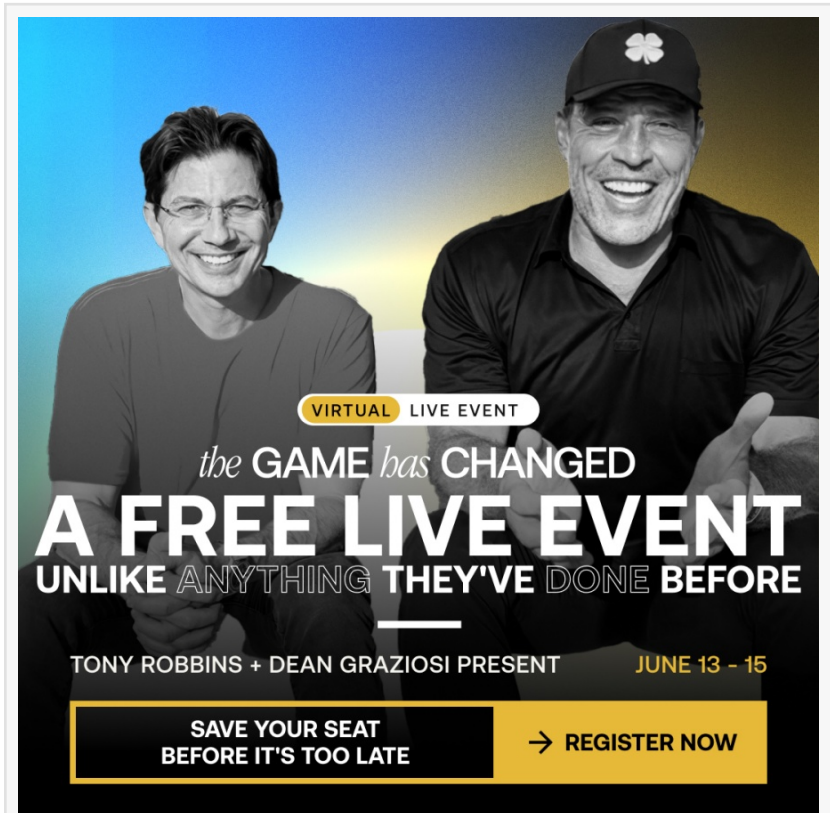 VIRTUAL LIVE EVENT
the GAME has CHANGED
A FREE LIVE EVENT
UNLIKE ANYTHING THEY'VE DONE BEFORE
TONY ROBBINS + DEAN GRAZIOSI PRESENT
JUNE 13 - 15
SAVE YOUR SEAT
BEFORE IT'S TOO LATE
→ REGISTER NOW